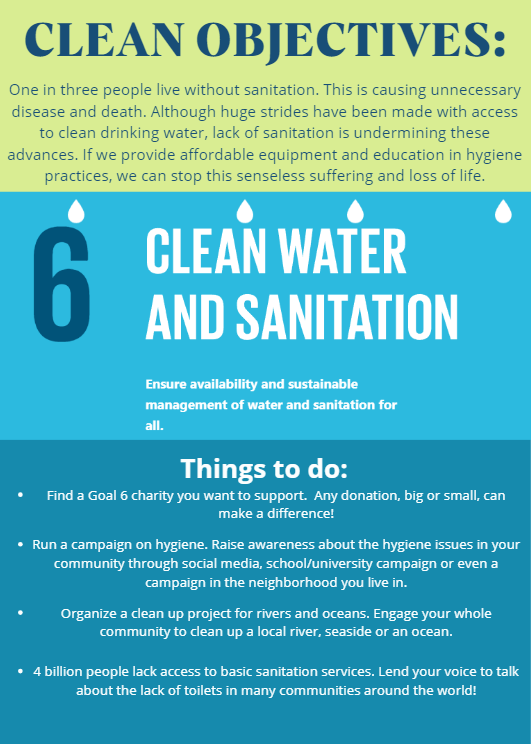 CLEAN OBJECTIVES:
One in three people live without sanitation. This is causing unnecessary
disease and death. Although huge strides have been made with access
to clean drinking water, lack of sanitation is undermining these
advances. If we provide affordable equipment and education in hygiene
practices, we can stop this senseless suffering and loss of life.
6
CLEAN WATER
AND SANITATION
Ensure availability and sustainable
management of water and sanitation for
all.
Things to do:
• Find a Goal 6 charity you want to support. Any donation, big or small, can
make a difference!
• Run a campaign on hygiene. Raise awareness about the hygiene issues in your
community through social media, school/university campaign or even a
campaign in the neighborhood you live in.
• Organize a clean up project for rivers and oceans. Engage your whole
community to clean up a local river, seaside or an ocean.
• 4 billion people lack access to basic sanitation services. Lend your voice to talk
about the lack of toilets in many communities around the world!